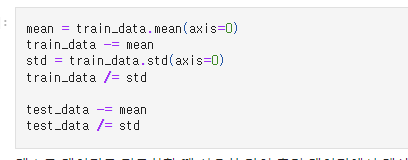 mean = train_data.mean(axis=0)
train_data -= mean
std = train_data.std(axis=0)
train_data /= std
test_data -= mean
test_data /= std